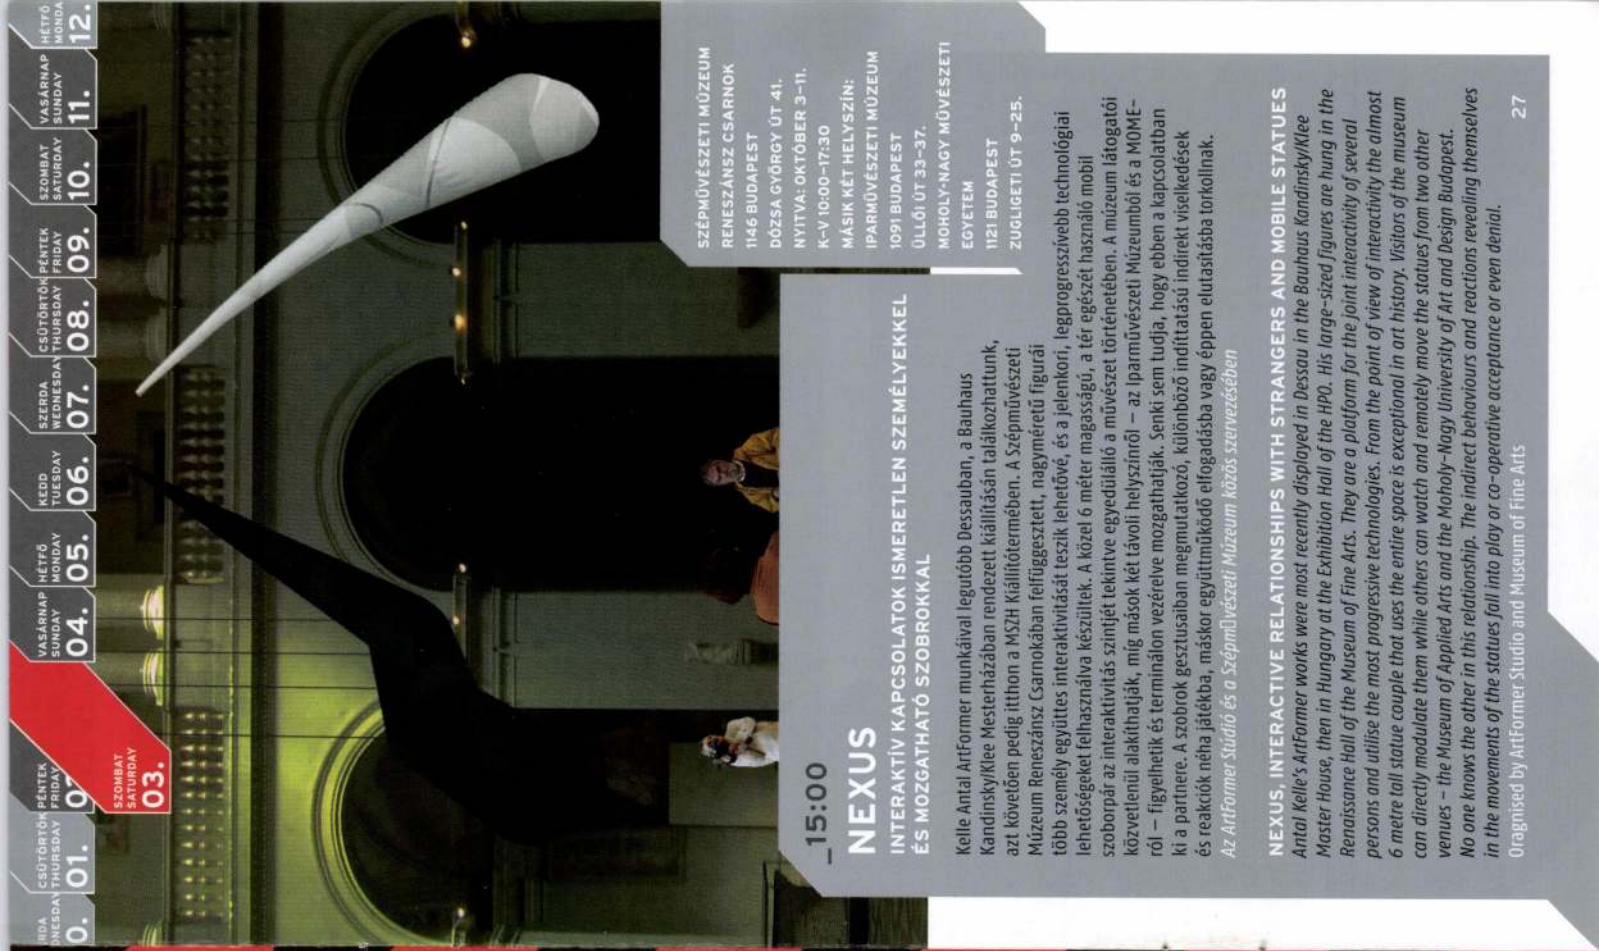 SZERDA
WEDNESDAY
CSÜTÖRTÖK
THURSDAY
01.
PÉNTEK
FRIDAY
SZOMBAT
SATURDAY
03.
VASÁRNAP
SUNDAY
04.
HÉTFŐ
MONDAY
05.
KEDD
TUESDAY
06.
SZERDA
WEDNESDAY
07.
CSÜTÖRTÖK
THURSDAY
08.
PÉNTEK
FRIDAY
09.
SZOMBAT
SATURDAY
10.
VASÁRNAP
SUNDAY
11.
HÉTFŐ
MONDA
12.
SZÉPMŰVÉSZETI MÚZEUM
RENESZÁNSZ CSARNOK
1146 BUDAPEST
DÓZSA GYÖRGY ÚT 41.
NYITVA: OKTÓBER 3–11.
K–V 10:00–17:30
MÁSIK KÉT HELYSZÍN:
IPARMŰVÉSZETI MÚZEUM
1091 BUDAPEST
ÜLLŐI ÚT 33–37.
MOHOLY-NAGY MŰVÉSZETI
EGYETEM
1121 BUDAPEST
ZUGLIGETI ÚT 9–25.
_15:00
NEXUS
INTERAKTÍV KAPCSOLATOK ISMERETLEN SZEMÉLYEKKEL
ÉS MOZGATHATÓ SZOBROKKAL
Kelle Antal ArtFormer munkáival legutóbb Dessauban, a Bauhaus
Kandinsky/Klee Mesterházában rendezett kiállításán találkozhattunk,
azt követően pedig itthon a MSZH Kiállítótermében. A Szépművészeti
Múzeum Reneszánsz Csarnokában felfüggesztett, nagyméretű figurái
több személy együttes interaktivitását teszik lehetővé, és a jelenkori, legprogresszívebb technológiai
lehetőségeket felhasználva készültek. A közel 6 méter magasságú, a tér egészét használó mobil
szoborpár az interaktivitás szintjét tekintve egyedülálló a művészet történetében. A múzeum látogatói
közvetlenül alakíthatják, míg mások két távoli helyszínről – az Iparművészeti Múzeumból és a MOME-
ról – figyelhetik és terminálon vezérelve mozgathatják. Senki sem tudja, hogy ebben a kapcsolatban
ki a partnere. A szobrok gesztusaiban megmutatkozó, különböző indíttatású indirekt viselkedések
és reakciók néha játékba, máskor együttműködő elfogadásba vagy éppen elutasításba torkollnak.
Az ArtFormer Stúdió és a Szépművészeti Múzeum közös szervezésében
NEXUS, INTERACTIVE RELATIONSHIPS WITH STRANGERS AND MOBILE STATUES
Antal Kelle's ArtFormer works were most recently displayed in Dessau in the Bauhaus Kandinsky/Klee
Master House, then in Hungary at the Exhibition Hall of the HPO. His large-sized figures are hung in the
Renaissance Hall of the Museum of Fine Arts. They are a platform for the joint interactivity of several
persons and utilise the most progressive technologies. From the point of view of interactivity the almost
6 metre tall statue couple that uses the entire space is exceptional in art history. Visitors of the museum
can directly modulate them while others can watch and remotely move the statues from two other
venues – the Museum of Applied Arts and the Moholy-Nagy University of Art and Design Budapest.
No one knows the other in this relationship. The indirect behaviours and reactions revealing themselves
in the movements of the statues fall into play or co-operative acceptance or even denial.
Oragnised by ArtFormer Studio and Museum of Fine Arts
27